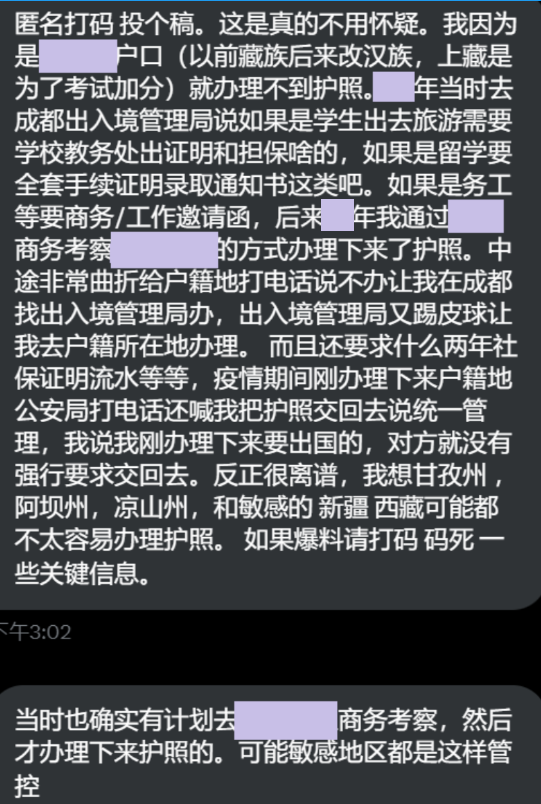 匿名打码 投个稿。这是真的不用怀疑。我因为
是户口（以前藏族后来改汉族，上藏是
为了考试加分）就办理不到护照。年当时去
成都出入境管理局说如果是学生出去旅游需要
学校教务处出证明和担保啥的，如果是留学要
全套手续证明录取通知书这类吧。如果是务工
等要商务/工作邀请函，后来年我通过
商务考察的方式办理下来了护照。中
途非常曲折给户籍地打电话说不办让我在成都
找出入境管理局办，出入境管理局又踢皮球让
我去户籍所在地办理。 而且还要求什么两年社
保证明流水等等，疫情期间刚办理下来户籍地
公安局打电话还喊我把护照交回去说统一管
理，我说我刚办理下来要出国的，对方就没有
强行要求交回去。反正很离谱，我想甘孜州 ，
阿坝州，凉山州，和敏感的 新疆 西藏可能都
不太容易办理护照。 如果爆料请打码 码死 一
些关键信息。
下午3:02
当时也确实有计划去商务考察，然后
才办理下来护照的。可能敏感地区都是这样管
控